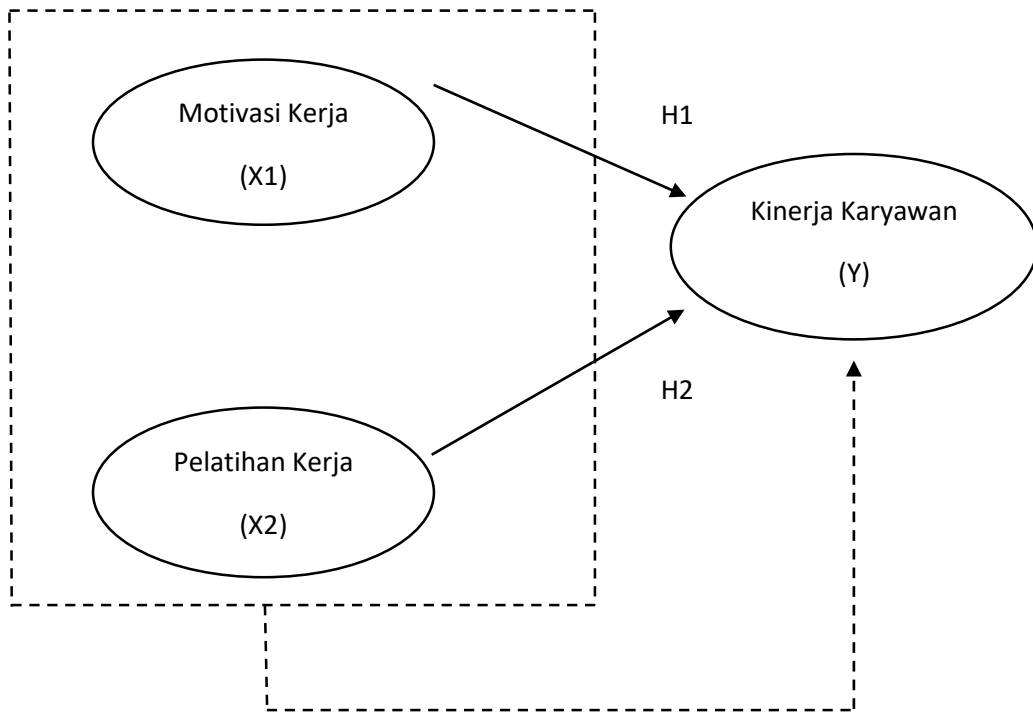 Motivasi Kerja
(X1)
H1
Kinerja Karyawan
(Y)
H2
Pelatihan Kerja
(X2)